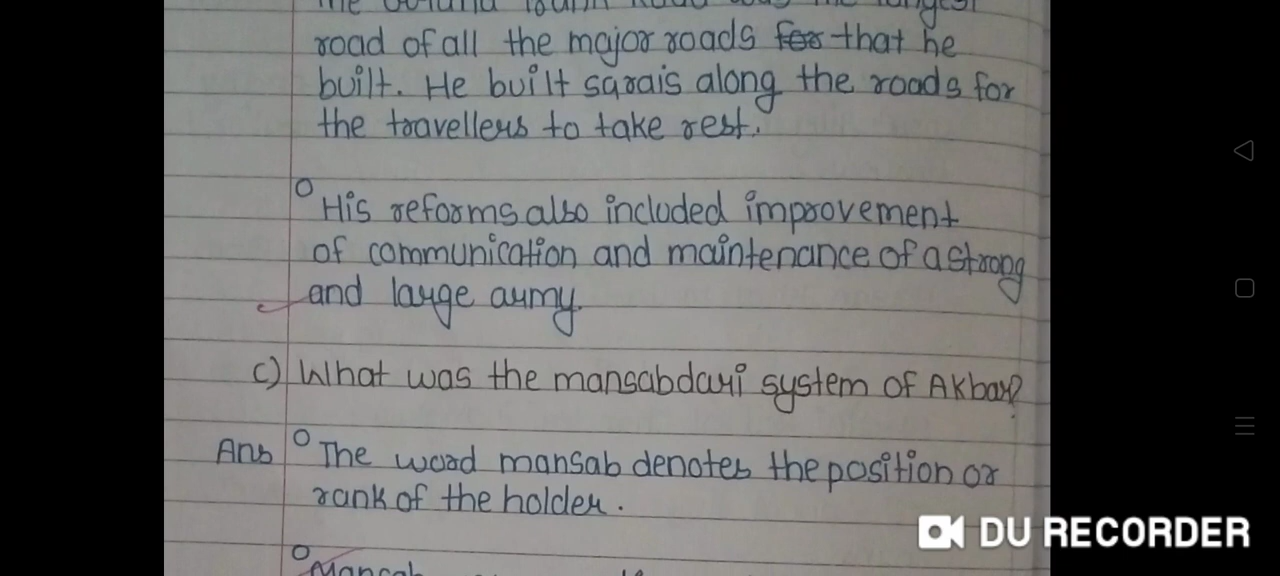 road of all the major roads for that he
built. He built sarais along the roads for
the travellers to take rest.
His reforms also included improvement
of communication and maintenance of a strong
and large army.
c) What was the mansabdari system of Akbar?
Ans The word mansab denotes the position or
rank of the holder.
DU RECORDER